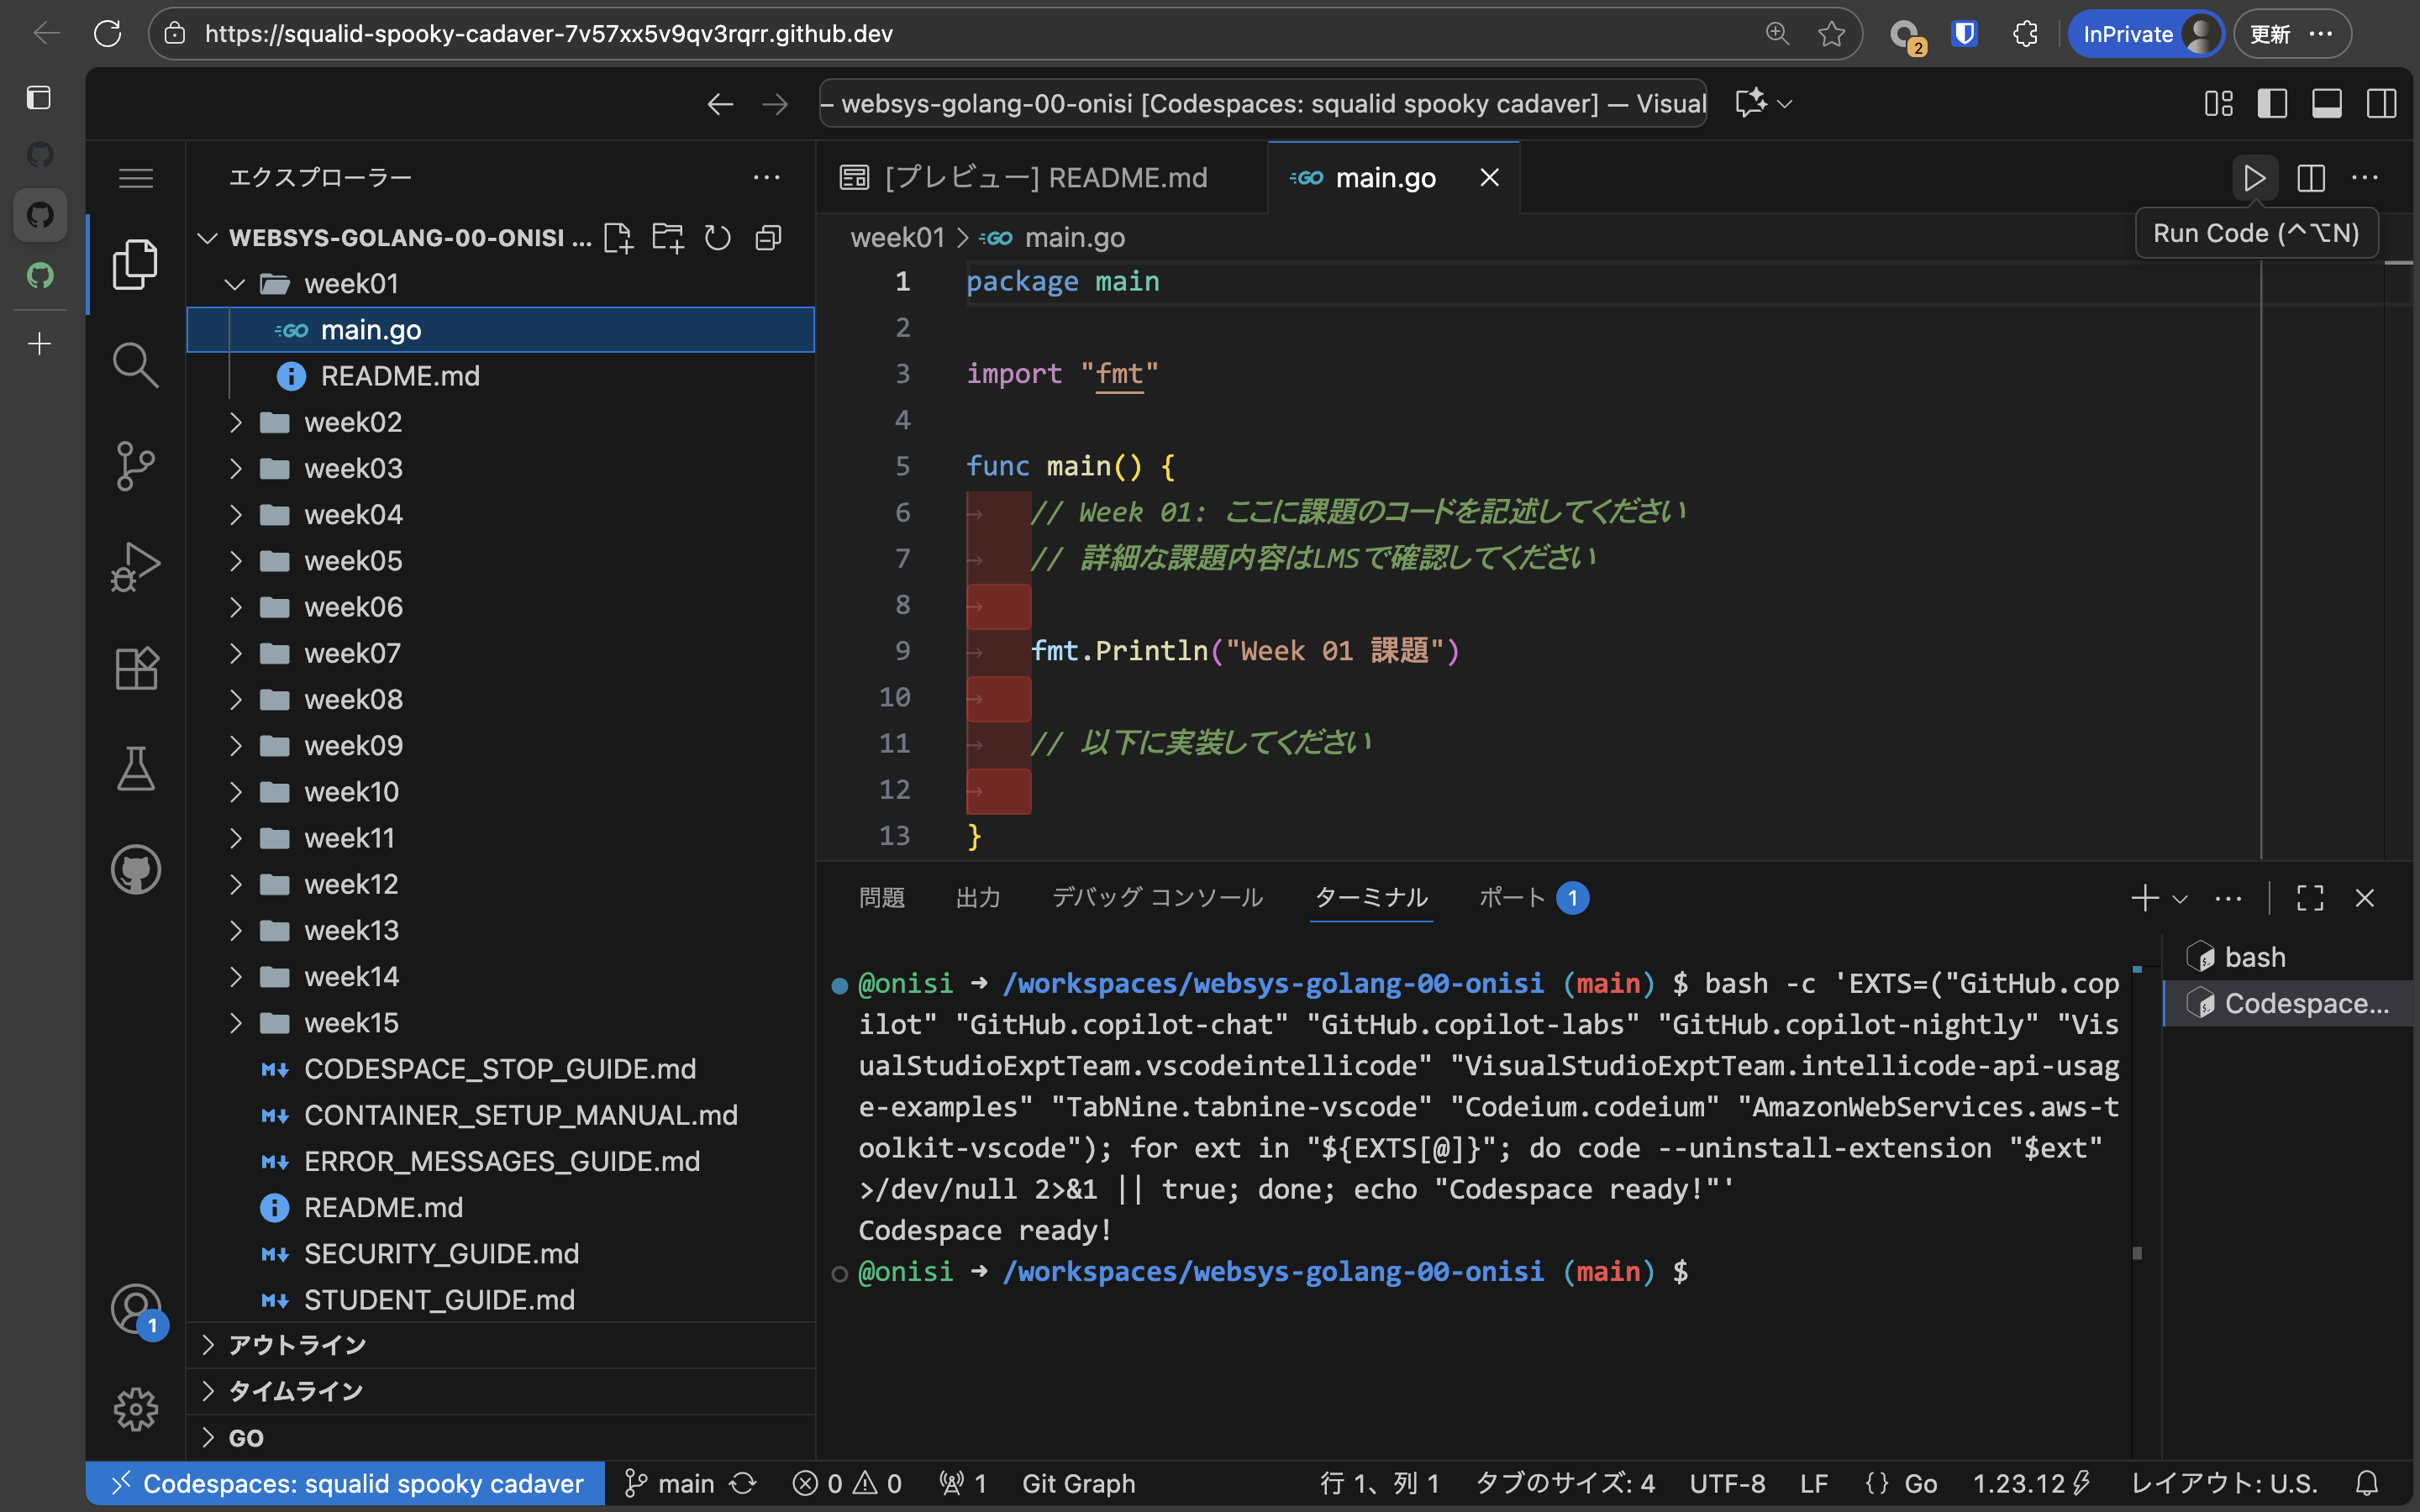 https://squalid-spooky-cadaver-7v57xx5v9qv3rqrr.github.dev
2
InPrivate
更新
– websys-golang-00-onisi [Codespaces: squalid spooky cadaver] — Visual
エクスプローラー
WEBSYS-GOLANG-00-ONISI ...
week01
main.go
README.md
week02
week03
week04
week05
week06
week07
week08
week09
week10
week11
week12
week13
week14
week15
CODESPACE_STOP_GUIDE.md
CONTAINER_SETUP_MANUAL.md
ERROR_MESSAGES_GUIDE.md
README.md
SECURITY_GUIDE.md
STUDENT_GUIDE.md
アウトライン
タイムライン
GO
1
[プレビュー] README.md
GO main.go
Run Code (^⌥N)
week01 > GO main.go
1 package main
2
3 import "fmt"
4
5 func main() {
6 // Week 01: ここに課題のコードを記述してください
7 // 詳細な課題内容はLMSで確認してください
8
9 fmt.Println("Week 01 課題")
10
11 // 以下に実装してください
12
13 }
問題 出力 デバッグ コンソール ターミナル ポート 1
@onisi ➜ /workspaces/websys-golang-00-onisi (main) $ bash -c 'EXTS=("GitHub.cop
ilot" "GitHub.copilot-chat" "GitHub.copilot-labs" "GitHub.copilot-nightly" "Vis
ualStudioExptTeam.vscodeintellicode" "VisualStudioExptTeam.intellicode-api-usag
e-examples" "TabNine.tabnine-vscode" "Codeium.codeium" "AmazonWebServices.aws-t
oolkit-vscode"); for ext in "${EXTS[@]}"; do code --uninstall-extension "$ext"
>/dev/null 2>&1 || true; done; echo "Codespace ready!"'
Codespace ready!
@onisi ➜ /workspaces/websys-golang-00-onisi (main) $
bash
Codespace...
Codespaces: squalid spooky cadaver main 0 0 1 Git Graph 行 1、列 1 タブのサイズ: 4 UTF-8 LF {} Go 1.23.12 レイアウト: U.S.